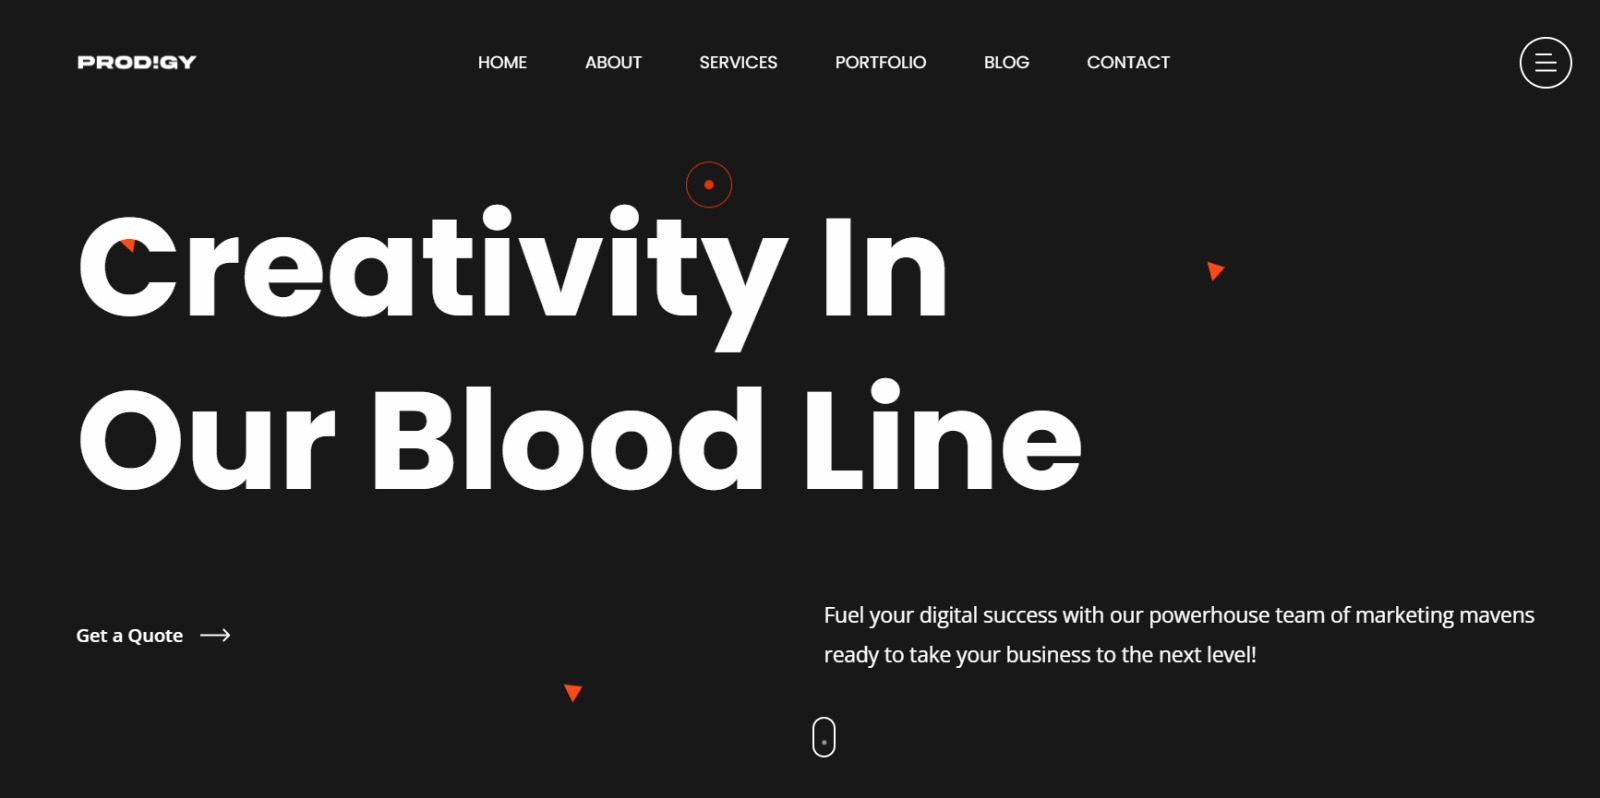 PROD!GY
HOME ABOUT SERVICES PORTFOLIO BLOG CONTACT
Creativity In
Our Blood Line
Get a Quote
Fuel your digital success with our powerhouse team of marketing mavens
ready to take your business to the next level!